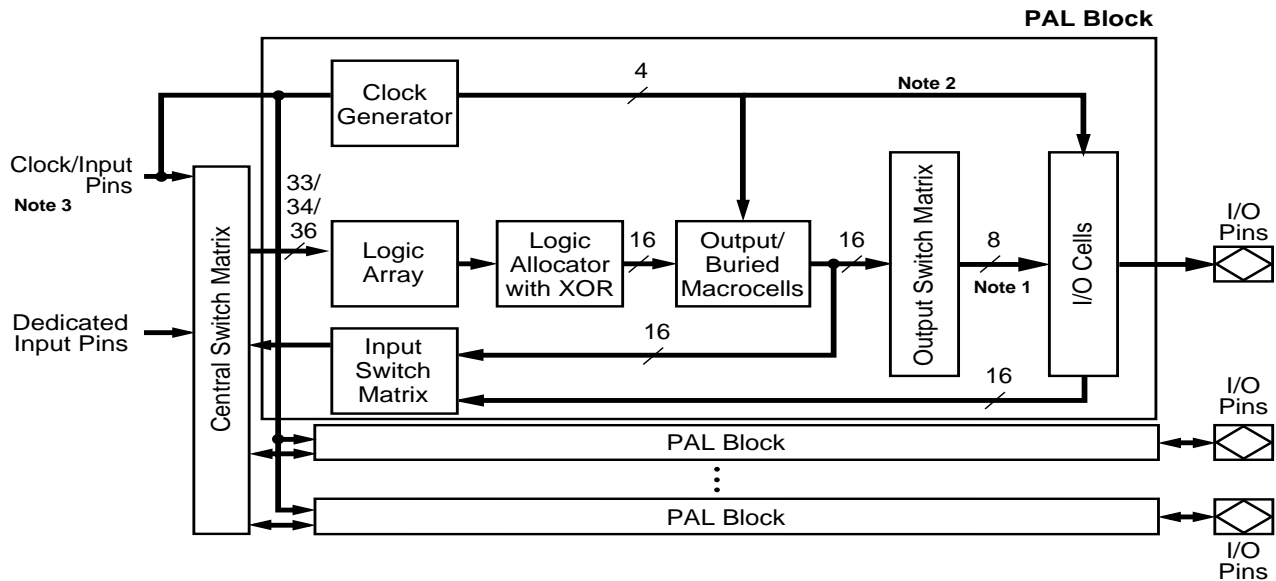 PAL Block
4
Clock
Generator
Note 2
Clock/Input
Pins
Note 3
Central Switch Matrix
33/
34/
36
Logic
Array
Logic
Allocator
with XOR
16
Output/
Buried
Macrocells
16
Output Switch Matrix
8
Note 1
I/O Cells
I/O
Pins
Dedicated
Input Pins
Input
Switch
Matrix
16
16
I/O
Pins
PAL Block
PAL Block
I/O
Pins